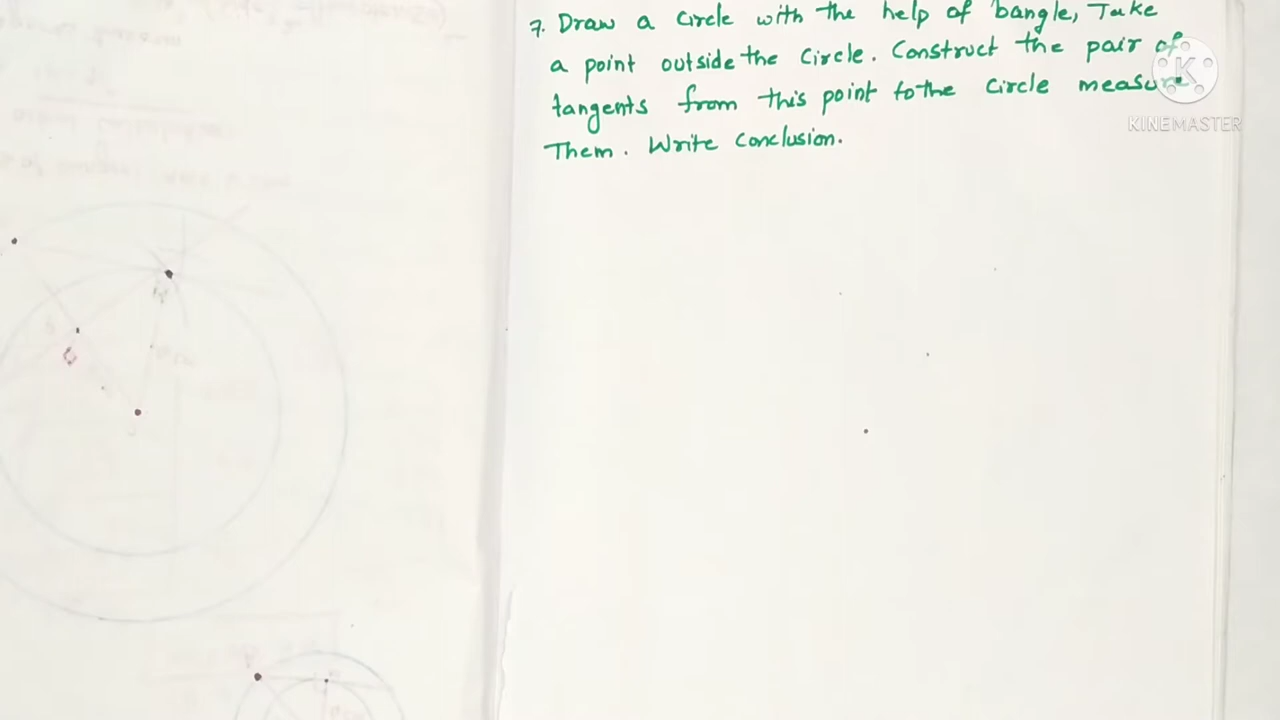 7. Draw a circle with the help of bangle, Take
a point outside the circle. Construct the pair of
tangents from this point to the circle measure
Them. Write conclusion.
K
KINEMASTER